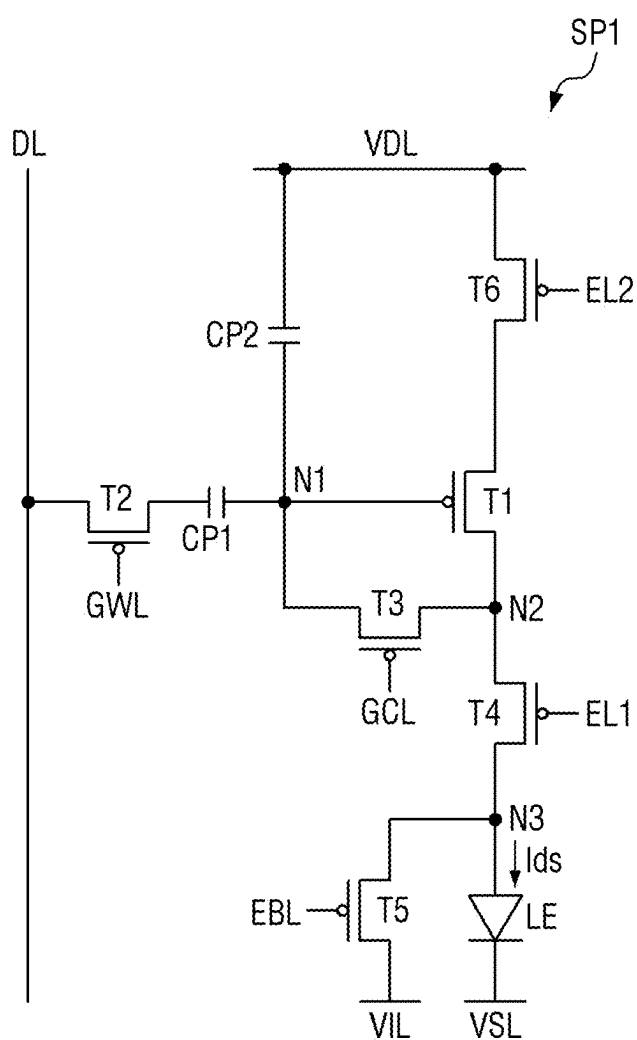 SP1
DL
VDL
T6
EL2
CP2
N1
T2
CP1
T1
GWL
T3
N2
GCL
T4
EL1
N3
Ids
EBL
T5
LE
VIL
VSL